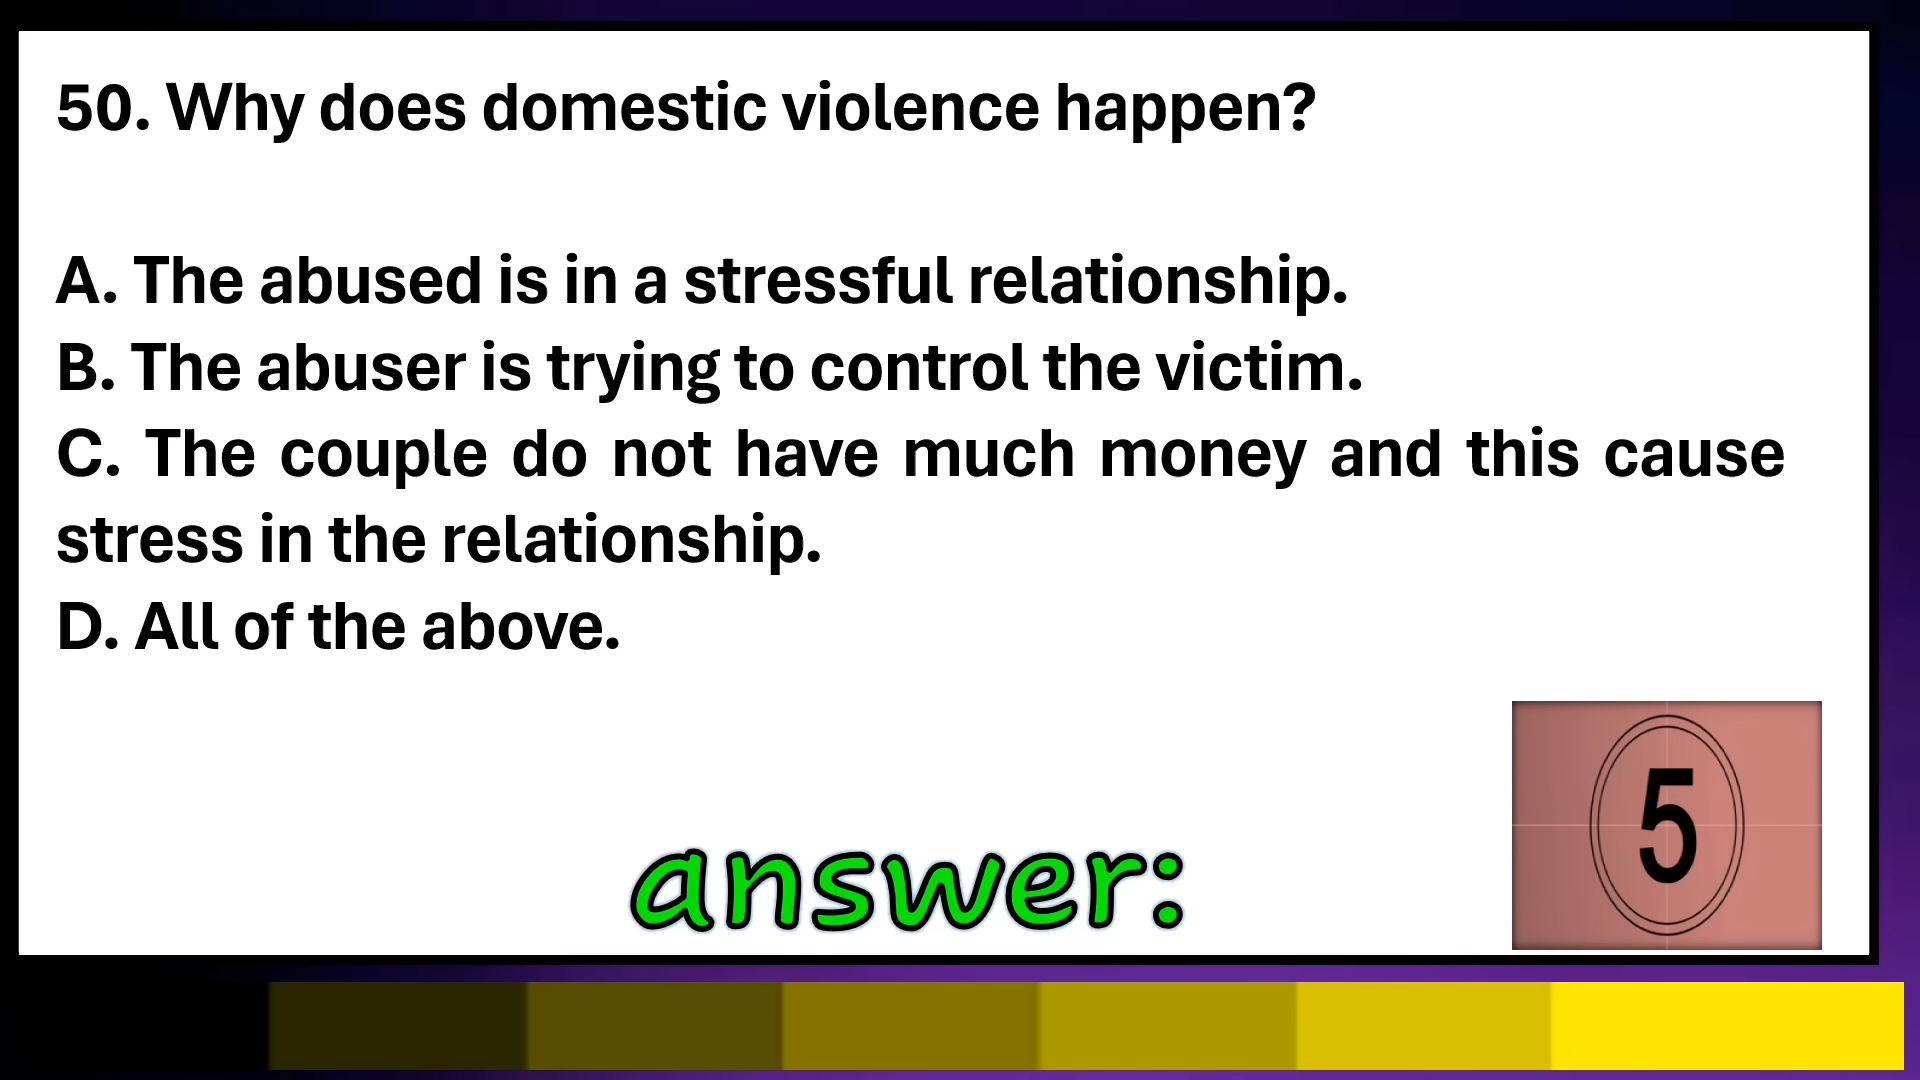 50. Why does domestic violence happen?
A. The abused is in a stressful relationship.
B. The abuser is trying to control the victim.
C. The couple do not have much money and this cause
stress in the relationship.
D. All of the above.
answer:
5